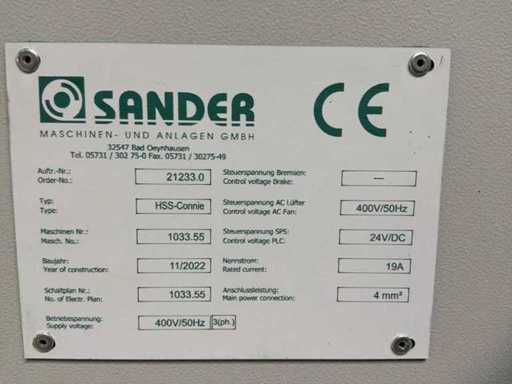 SANDER
CE
MASCHINEN- UND ANLAGEN GMBH
32547 Bad Oeynhausen
Tel. 05731 / 302 75-0 Fax. 05731 / 30275-49
Auftr.-Nr.:
Order-No.:
21233.0
Typ:
Type:
HSS-Connie
Maschinen Nr.:
Masch. No.:
1033.55
Baujahr:
Year of construction:
11/2022
Schaltplan Nr.:
No. of Electr. Plan:
1033.55
Betriebespannung:
Supply voltage:
400V/50Hz
3(ph.)
Steuerspannung Bremsen:
Control voltage Brake:
---
Steuerspannung AC Lüfter
Control voltage AC Fan:
400V/50Hz
Steuerspannung SPS:
Control voltage PLC:
24V/DC
Nennstrom:
Rated current:
19A
Anschlussleistung:
Main power connection:
4 mm²